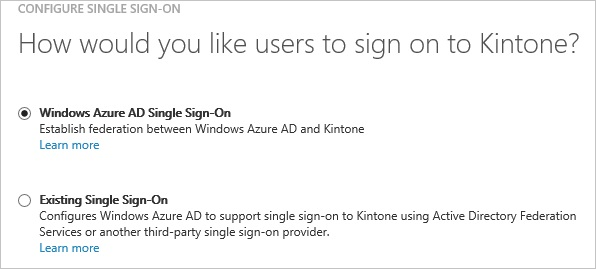 CONFIGURE SINGLE SIGN-ON
How would you like users to sign on to Kintone?
Windows Azure AD Single Sign-On
Establish federation between Windows Azure AD and Kintone
Learn more
Existing Single Sign-On
Configures Windows Azure AD to support single sign-on to Kintone using Active Directory Federation
Services or another third-party single sign-on provider.
Learn more